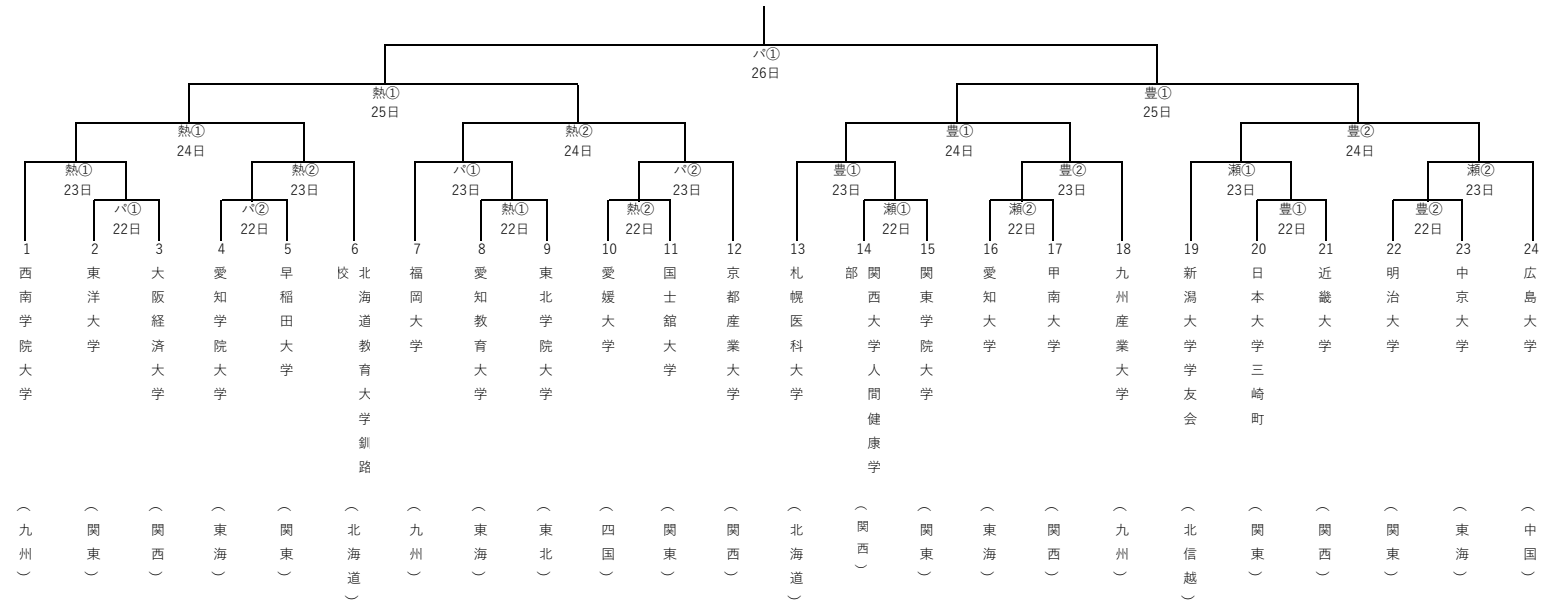 パ①
26日
熱①
25日
豊①
25日
熱①
24日
熱②
24日
豊①
24日
豊②
24日
熱①
23日
熱②
23日
パ①
23日
パ②
23日
豊①
23日
豊②
23日
瀬①
23日
瀬②
23日
パ①
22日
パ②
22日
熱①
22日
熱②
22日
瀬①
22日
瀬②
22日
豊①
22日
豊②
22日
1
西南学院大学
（九州）
2
東洋大学
（関東）
3
大阪経済大学
（関西）
4
愛知学院大学
（東海）
5
早稲田大学
（関東）
6
北海道教育大学釧路
校
（北海道）
7
福岡大学
（九州）
8
愛知教育大学
（東海）
9
東北学院大学
（東北）
10
愛媛大学
（四国）
11
国士舘大学
（関東）
12
京都産業大学
（関西）
13
札幌医科大学
（北海道）
14
関西大学人間健康学
部
（関西）
15
関東学院大学
（関東）
16
愛知大学
（東海）
17
甲南大学
（関西）
18
九州産業大学
（九州）
19
新潟大学学友会
（北信越）
20
日本大学三崎町
（関東）
21
近畿大学
（関西）
22
明治大学
（関東）
23
中京大学
（東海）
24
広島大学
（中国）